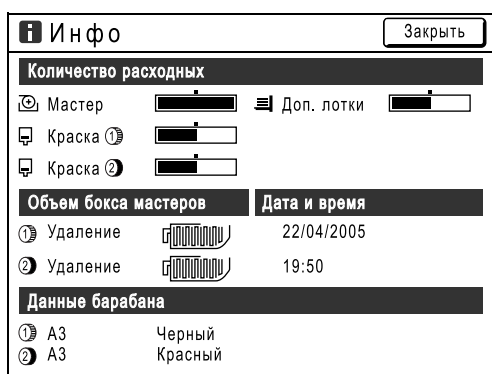 i Инфо Закрыть
Количество расходных
Мастер Доп. лотки
Краска 1
Краска 2
Объем бокса мастеров Дата и время
1 Удаление 22/04/2005
2 Удаление 19:50
Данные барабана
1 A3 Черный
2 A3 Красный